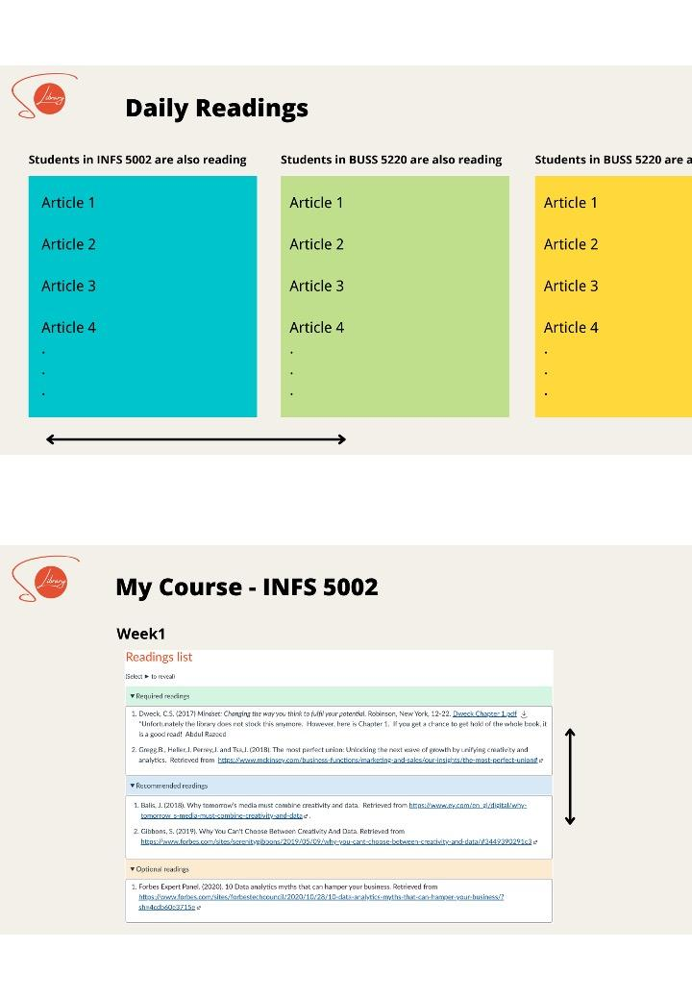 Library
Daily Readings
Students in INFS 5002 are also reading
Article 1
Article 2
Article 3
Article 4
.
.
.
Students in BUSS 5220 are also reading
Article 1
Article 2
Article 3
Article 4
.
.
.
Students in BUSS 5220 are a
Article 1
Article 2
Article 3
Article 4
.
.
.
Library
My Course - INFS 5002
Week1
Readings list
(Select ► to reveal)
▼Required readings
1. Dweck, C.S. (2017) Mindset: Changing the way you think to fulfil your potential. Robinson, New York, 12-22. Dweck Chapter 1.pdf
"Unfortunately the library does not stock this anymore. However, here is Chapter 1. If you get a chance to get hold of the whole book, it
is a good read! Abdul Razeed
2. Gregg,B., Heller,J. Perrey,J. and Tsa,J. (2018). The most perfect union: Unlocking the next wave of growth by unifying creativity and
analytics. Retrieved from https://www.mckinsey.com/business-functions/marketing-and-sales/our-insights/the-most-perfect-union#
▼Recommended readings
1. Balis, J. (2018). Why tomorrow's media must combine creativity and data. Retrieved from https://www.ey.com/en_gl/digital/why-
tomorrow_s-media-must-combine-creativity-and-data .
2. Gibbons, S. (2019). Why You Can't Choose Between Creativity And Data. Retrieved from
https://www.forbes.com/sites/serenitygibbons/2019/05/09/why-you-cant-choose-between-creativity-and-data/#3449390291c3
▼Optional readings
1. Forbes Expert Panel. (2020). 10 Data analytics myths that can hamper your business. Retrieved from
https://www.forbes.com/sites/forbestechcouncil/2020/10/28/10-data-analytics-myths-that-can-hamper-your-business/?
sh=4cdb60e3715e